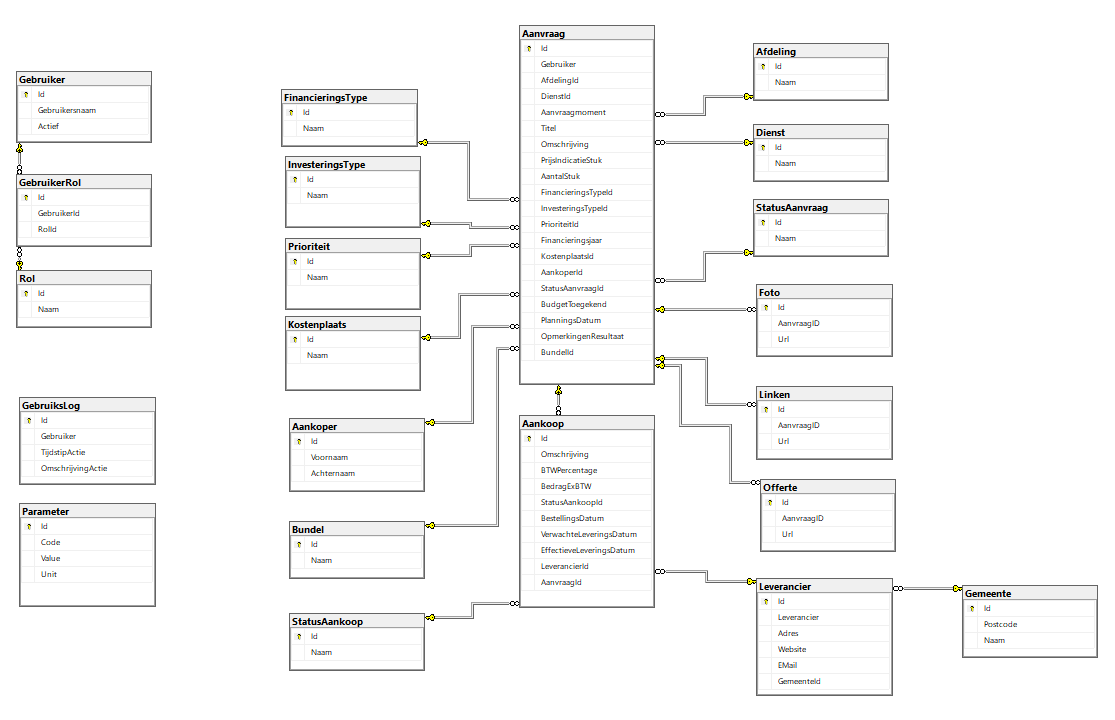 Gebruiker
Id
Gebruikersnaam
Actief
GebruikerRol
Id
GebruikerId
RolId
Rol
Id
Naam
GebruiksLog
Id
Gebruiker
TijdstipActie
OmschrijvingActie
Parameter
Id
Code
Value
Unit
FinancieringsType
Id
Naam
InvesteringsType
Id
Naam
Prioriteit
Id
Naam
Kostenplaats
Id
Naam
Aankoper
Id
Voornaam
Achternaam
Bundel
Id
Naam
StatusAankoop
Id
Naam
Aanvraag
Id
Gebruiker
AfdelingId
DienstId
Aanvraagmoment
Titel
Omschrijving
PrijsIndicatieStuk
AantalStuk
FinancieringsTypeId
InvesteringsTypeId
PrioriteitId
Financieringsjaar
KostenplaatsId
AankoperId
StatusAanvraagId
BudgetToegekend
PlanningsDatum
OpmerkingenResultaat
BundelId
Aankoop
Id
Omschrijving
BTWPercentage
BedragExBTW
StatusAankoopId
BestellingsDatum
VerwachteLeveringsDatum
EffectieveLeveringsDatum
LeverancierId
AanvraagId
Afdeling
Id
Naam
Dienst
Id
Naam
StatusAanvraag
Id
Naam
Foto
Id
AanvraagID
Url
Linken
Id
AanvraagID
Url
Offerte
Id
AanvraagID
Url
Leverancier
Id
Leverancier
Adres
Website
EMail
GemeenteId
Gemeente
Id
Postcode
Naam